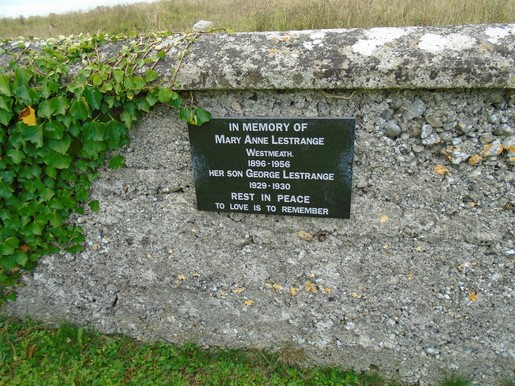 IN MEMORY OF
MARY ANNE LESTRANGE
WESTMEATH.
1896-1956
HER SON GEORGE LESTRANGE
1929-1930
REST IN PEACE
TO LOVE IS TO REMEMBER